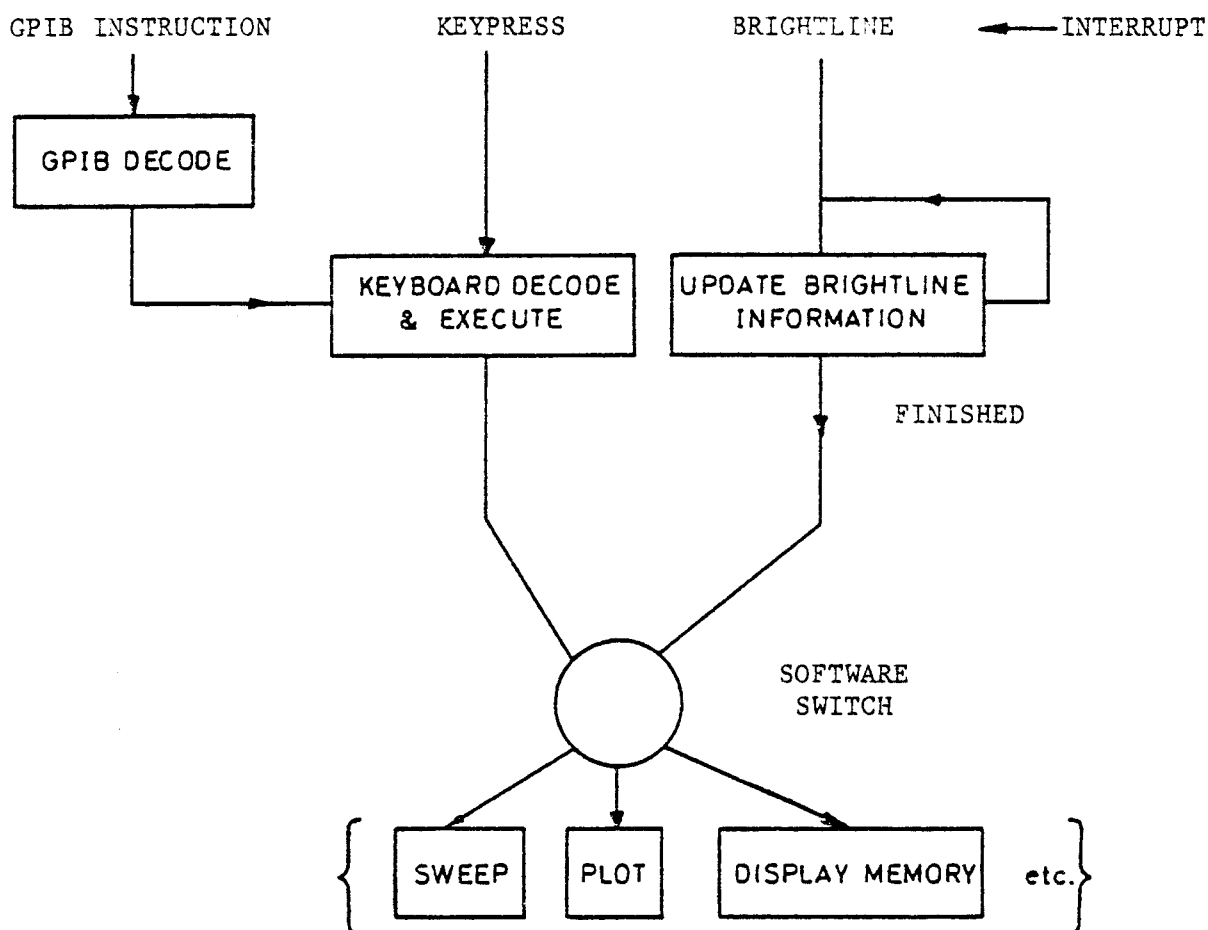 GPIB INSTRUCTION
KEYPRESS
BRIGHTLINE
INTERRUPT
GPIB DECODE
KEYBOARD DECODE
& EXECUTE
UPDATE BRIGHTLINE
INFORMATION
FINISHED
SOFTWARE
SWITCH
SWEEP
PLOT
DISPLAY MEMORY
etc.